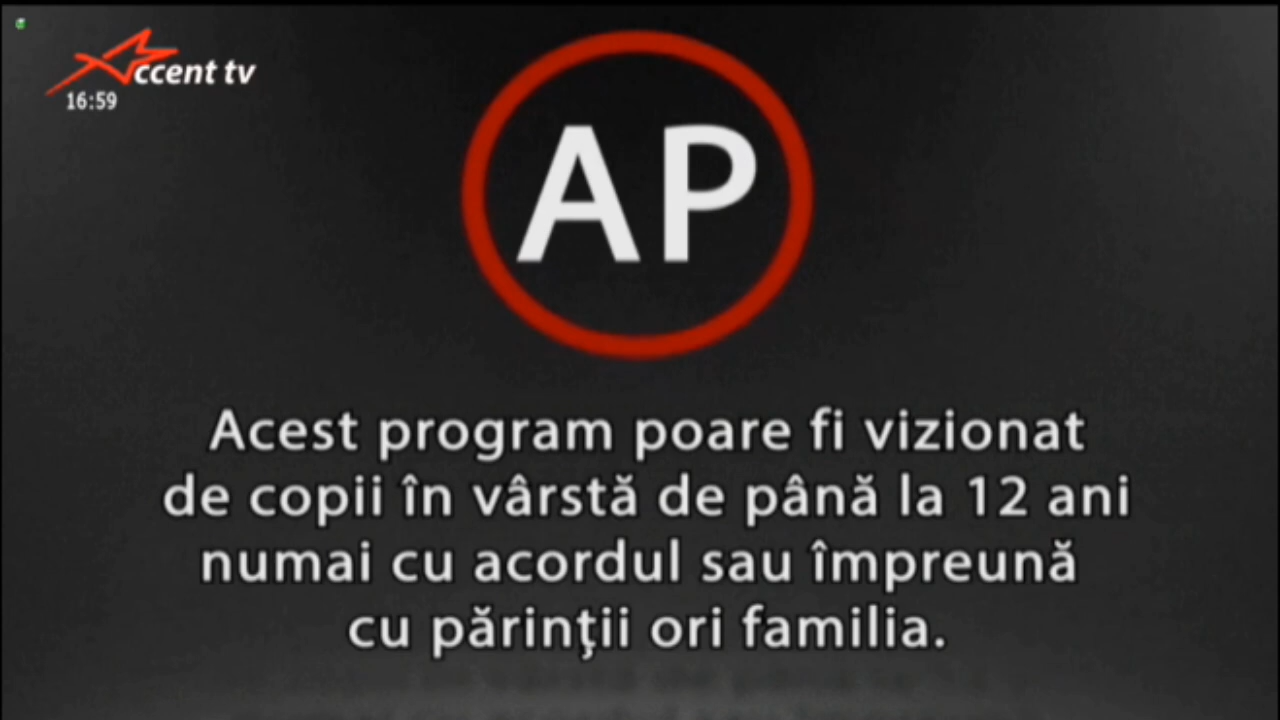 Accent tv
16:59
AP
Acest program poare fi vizionat
de copii în vârstă de până la 12 ani
numai cu acordul sau împreună
cu părinţii ori familia.